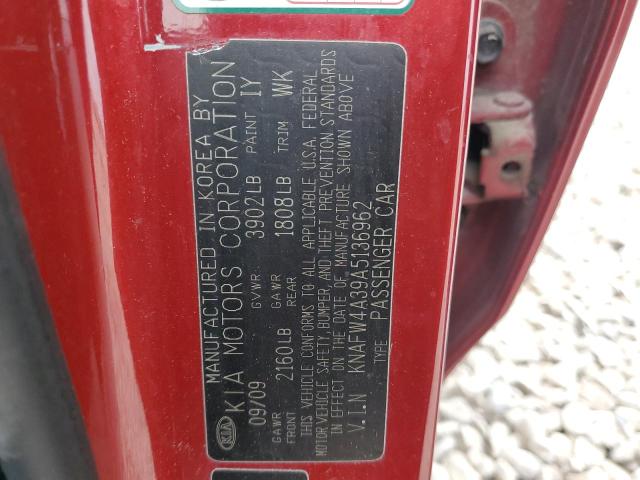 MANUFACTURED IN KOREA BY
KIA MOTORS CORPORATION
09/09 GVWR 3902LB PAINT IY
GAWR FRONT 2160LB GAWR REAR 1808LB TRIM WK
THIS VEHICLE CONFORMS TO ALL APPLICABLE U.S.A. FEDERAL
MOTOR VEHICLE SAFETY, BUMPER, AND THEFT PREVENTION STANDARDS
IN EFFECT ON THE DATE OF MANUFACTURE SHOWN ABOVE
V.I.N KNAFW4A39A5136962
TYPE PASSENGER CAR
KIA